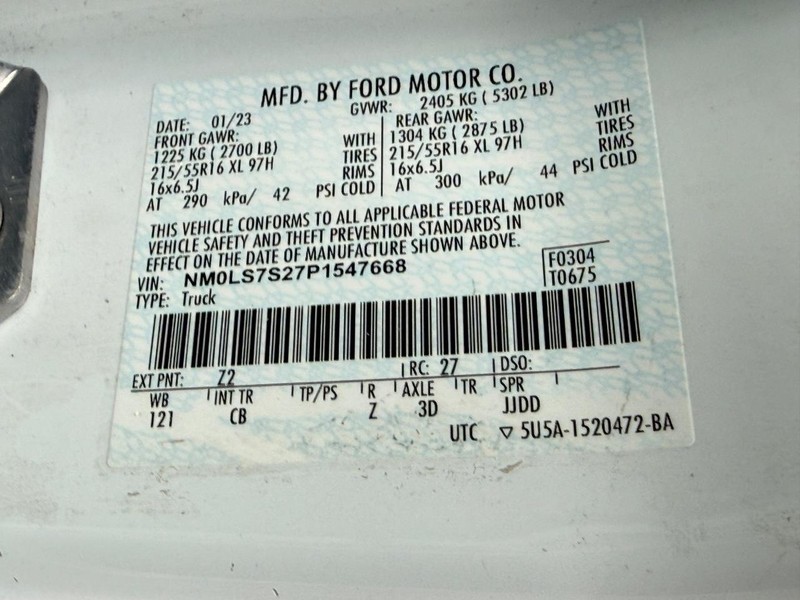 MFD. BY FORD MOTOR CO.
DATE: 01/23 GVWR: 2405 KG ( 5302 LB)
FRONT GAWR: REAR GAWR:
1225 KG ( 2700 LB) WITH 1304 KG ( 2875 LB) WITH
215/55R16 XL 97H TIRES 215/55R16 XL 97H TIRES
16x6.5J RIMS 16x6.5J RIMS
AT 290 kPa/ 42 PSI COLD AT 300 kPa/ 44 PSI COLD
THIS VEHICLE CONFORMS TO ALL APPLICABLE FEDERAL MOTOR
VEHICLE SAFETY AND THEFT PREVENTION STANDARDS IN
EFFECT ON THE DATE OF MANUFACTURE SHOWN ABOVE.
VIN: NM0LS7S27P1547668 F0304
TYPE: Truck T0675
EXT PNT: Z2 RC: 27 DSO:
WB INT TR TP/PS R AXLE TR SPR
121 CB Z 3D JJDD
UTC ▽ 5U5A-1520472-BA